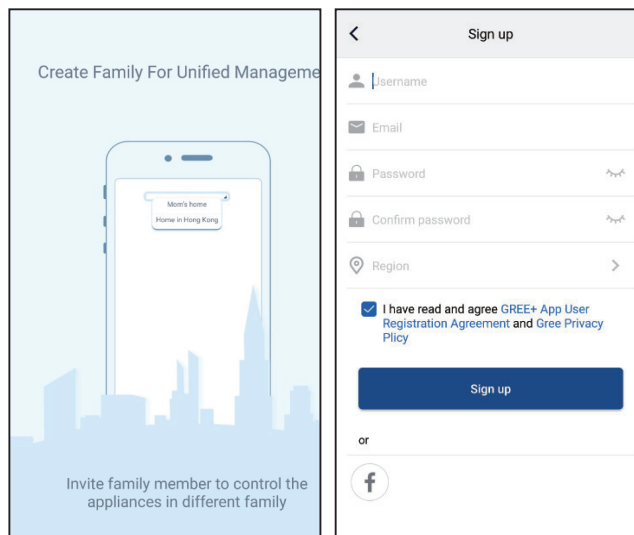 Create Family For Unified Manageme
Mom's home
Home in Hong Kong
Invite family member to control the
appliances in different family
Sign up
Username
Email
Password
Confirm password
Region
I have read and agree GREE+ App User
Registration Agreement and Gree Privacy
Plicy
Sign up
or